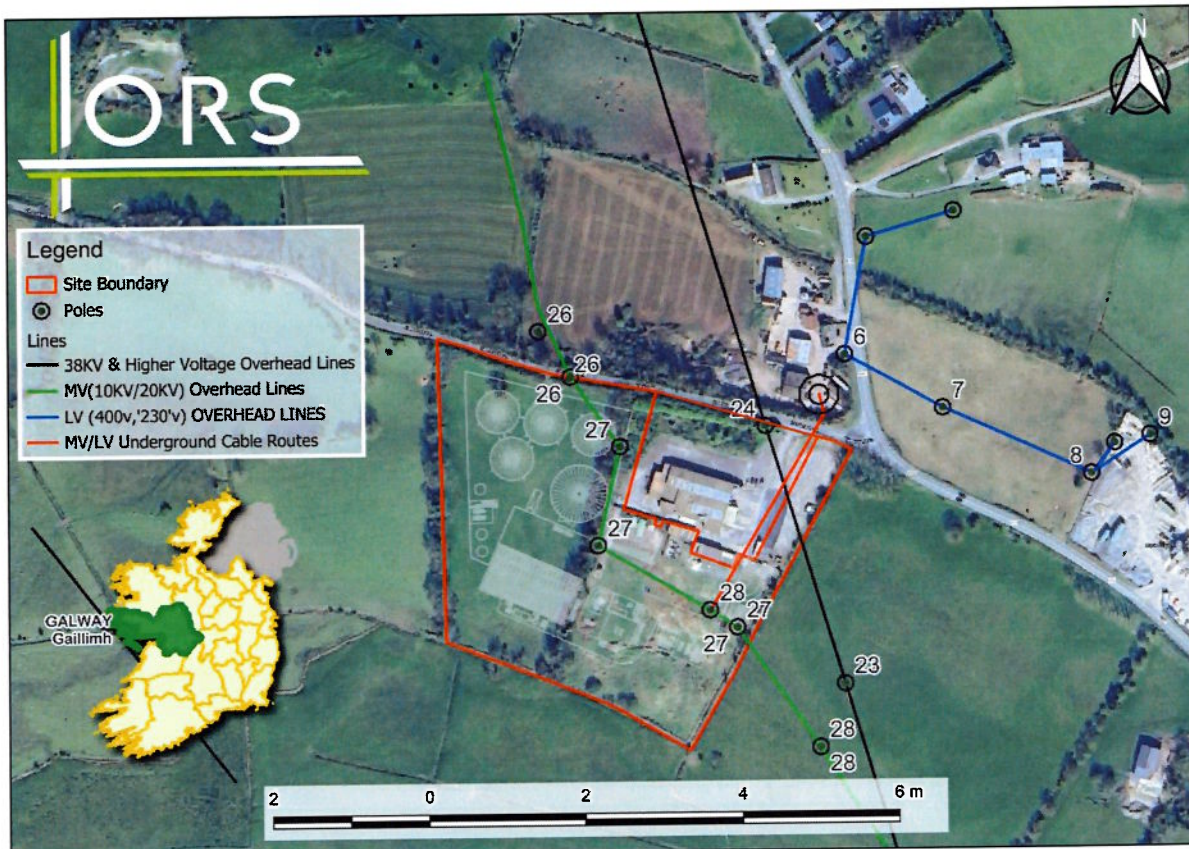 ORS
N
Legend
Site Boundary
Poles
Lines
38KV & Higher Voltage Overhead Lines
MV(10KV/20KV) Overhead Lines
LV (400v,'230'v) OVERHEAD LINES
MV/LV Underground Cable Routes
26
26
26
27
27
28
27
27
28
28
24
23
6
7
8
9
GALWAY
Gaillimh
2 0 2 4 6 m